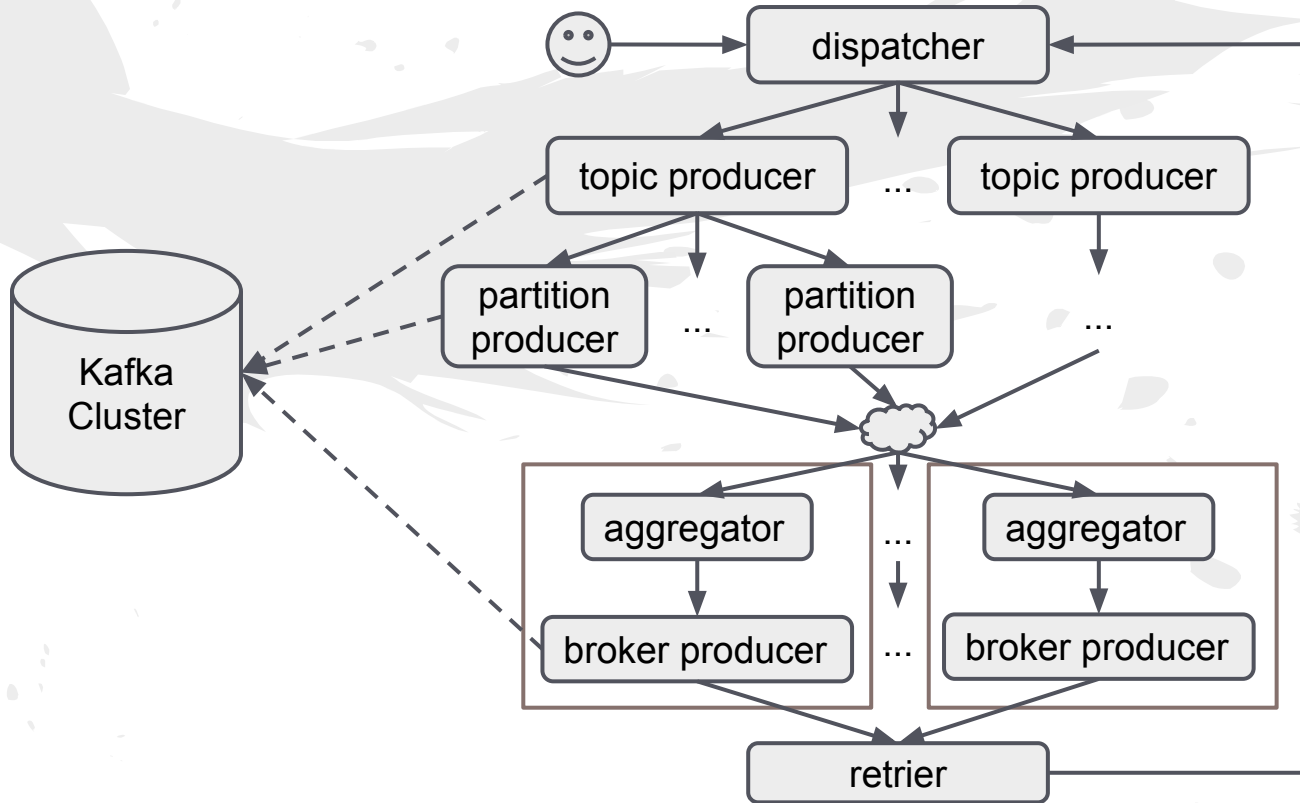 dispatcher
topic producer
...
topic producer
partition
producer
...
partition
producer
...
Kafka
Cluster
aggregator
...
aggregator
broker producer
...
broker producer
retrier